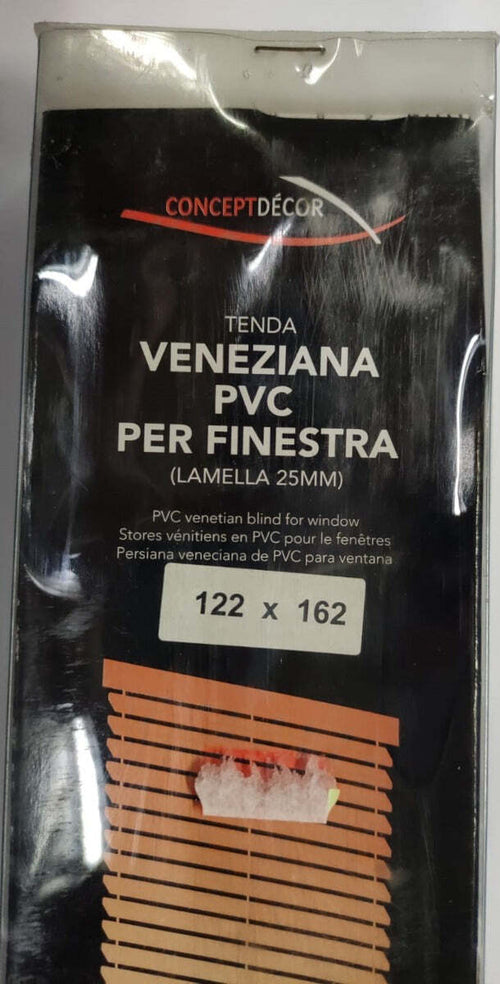 CONCEPTDÉCOR
TENDA
VENEZIANA
PVC
PER FINESTRA
(LAMELLA 25MM)
PVC venetian blind for window
Stores vénitiens en PVC pour le fenêtres
Persiana veneciana de PVC para ventana
122 x 162